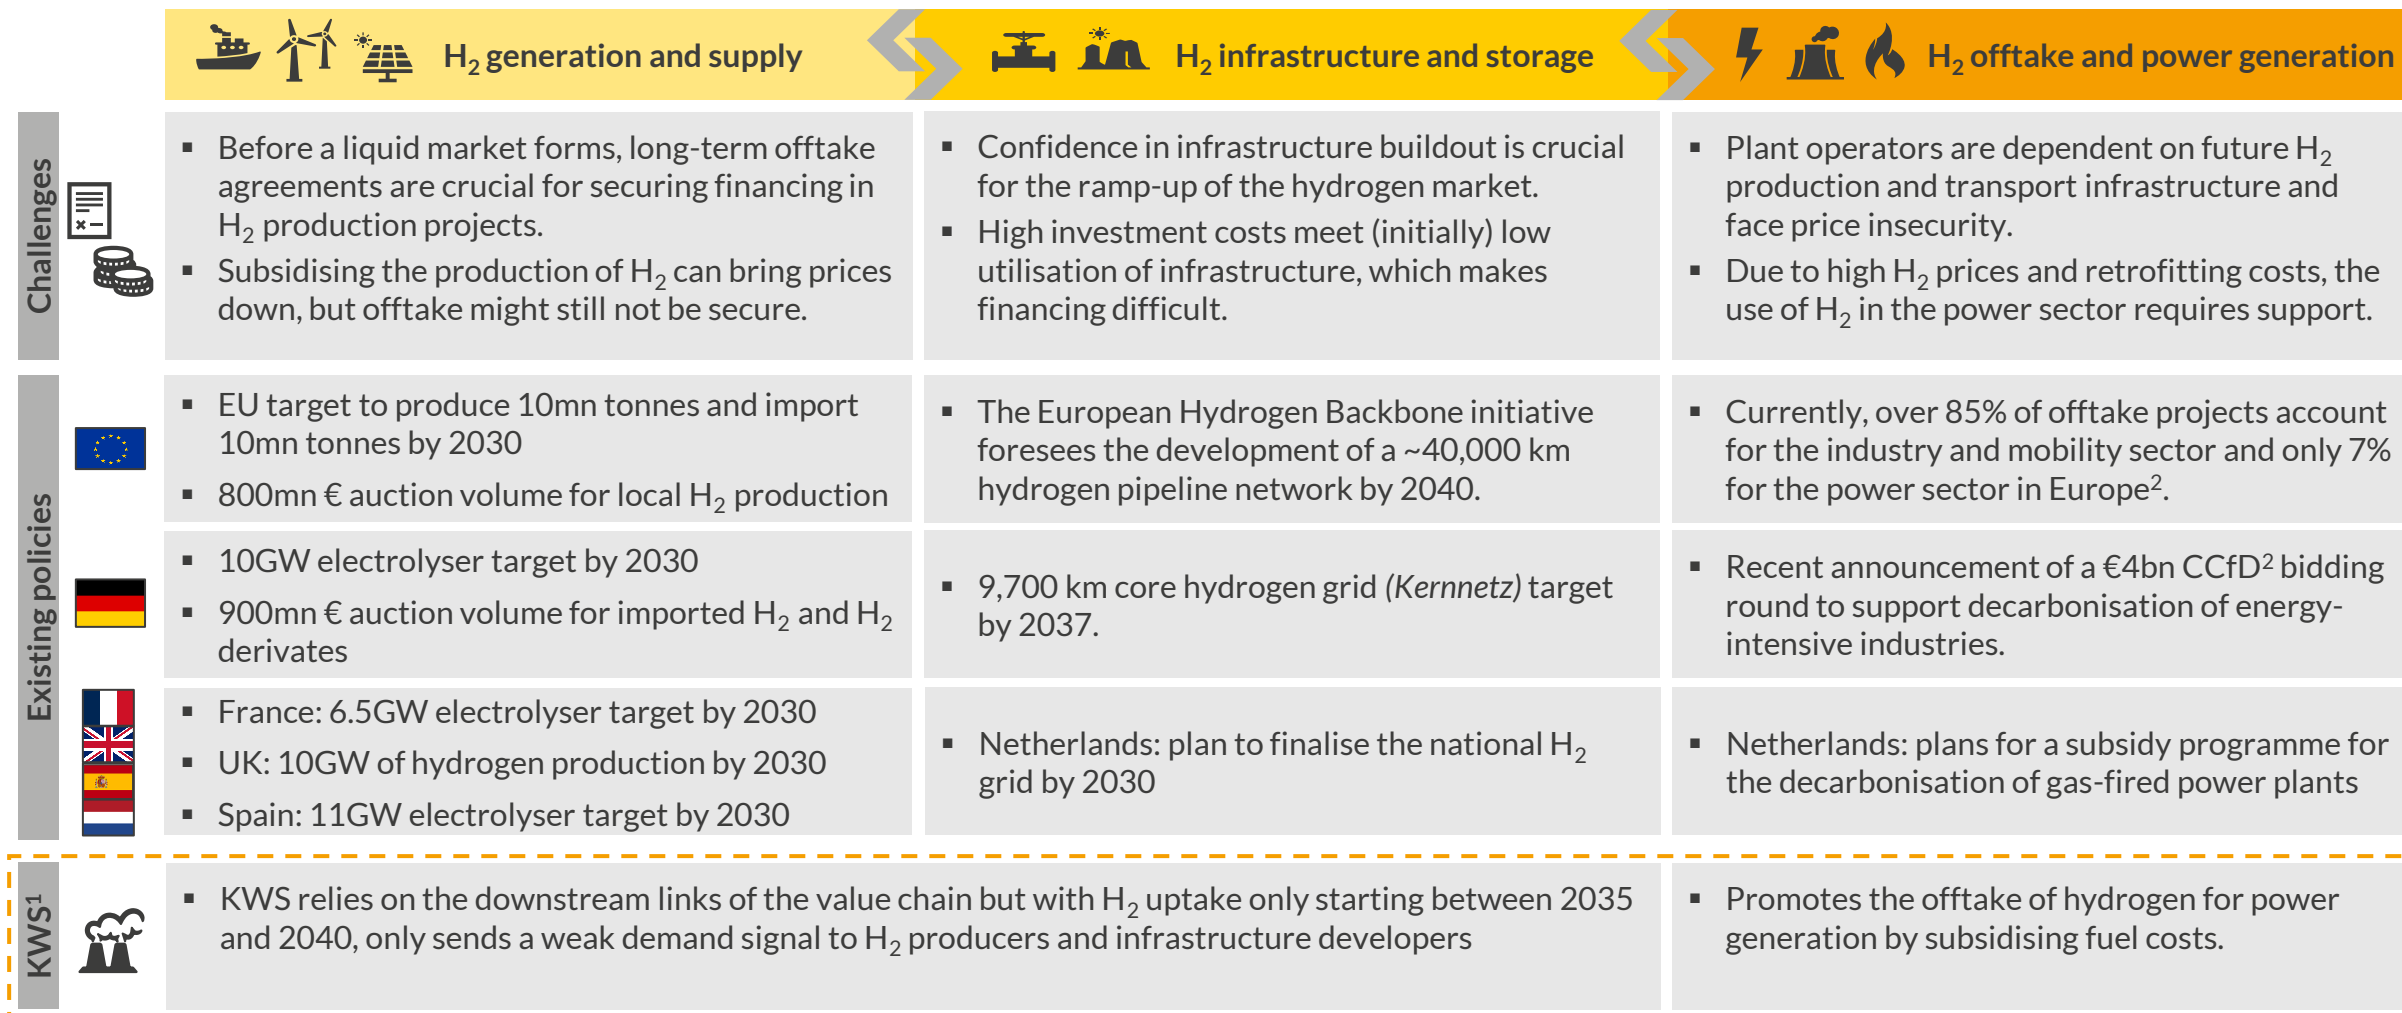 H₂ generation and supply
H₂ infrastructure and storage
H₂ offtake and power generation
Challenges
▪ Before a liquid market forms, long-term offtake
agreements are crucial for securing financing in
H₂ production projects.
▪ Subsidising the production of H₂ can bring prices
down, but offtake might still not be secure.
▪ Confidence in infrastructure buildout is crucial
for the ramp-up of the hydrogen market.
▪ High investment costs meet (initially) low
utilisation of infrastructure, which makes
financing difficult.
▪ Plant operators are dependent on future H₂
production and transport infrastructure and
face price insecurity.
▪ Due to high H₂ prices and retrofitting costs, the
use of H₂ in the power sector requires support.
Existing policies
▪ EU target to produce 10mn tonnes and import
10mn tonnes by 2030
▪ 800mn € auction volume for local H₂ production
▪ The European Hydrogen Backbone initiative
foresees the development of a ~40,000 km
hydrogen pipeline network by 2040.
▪ Currently, over 85% of offtake projects account
for the industry and mobility sector and only 7%
for the power sector in Europe².
▪ 10GW electrolyser target by 2030
▪ 900mn € auction volume for imported H₂ and H₂
derivates
▪ 9,700 km core hydrogen grid (Kernnetz) target
by 2037.
▪ Recent announcement of a €4bn CCfD² bidding
round to support decarbonisation of energy-
intensive industries.
▪ France: 6.5GW electrolyser target by 2030
▪ UK: 10GW of hydrogen production by 2030
▪ Spain: 11GW electrolyser target by 2030
▪ Netherlands: plan to finalise the national H₂
grid by 2030
▪ Netherlands: plans for a subsidy programme for
the decarbonisation of gas-fired power plants
KWS¹
▪ KWS relies on the downstream links of the value chain but with H₂ uptake only starting between 2035
and 2040, only sends a weak demand signal to H₂ producers and infrastructure developers
▪ Promotes the offtake of hydrogen for power
generation by subsidising fuel costs.